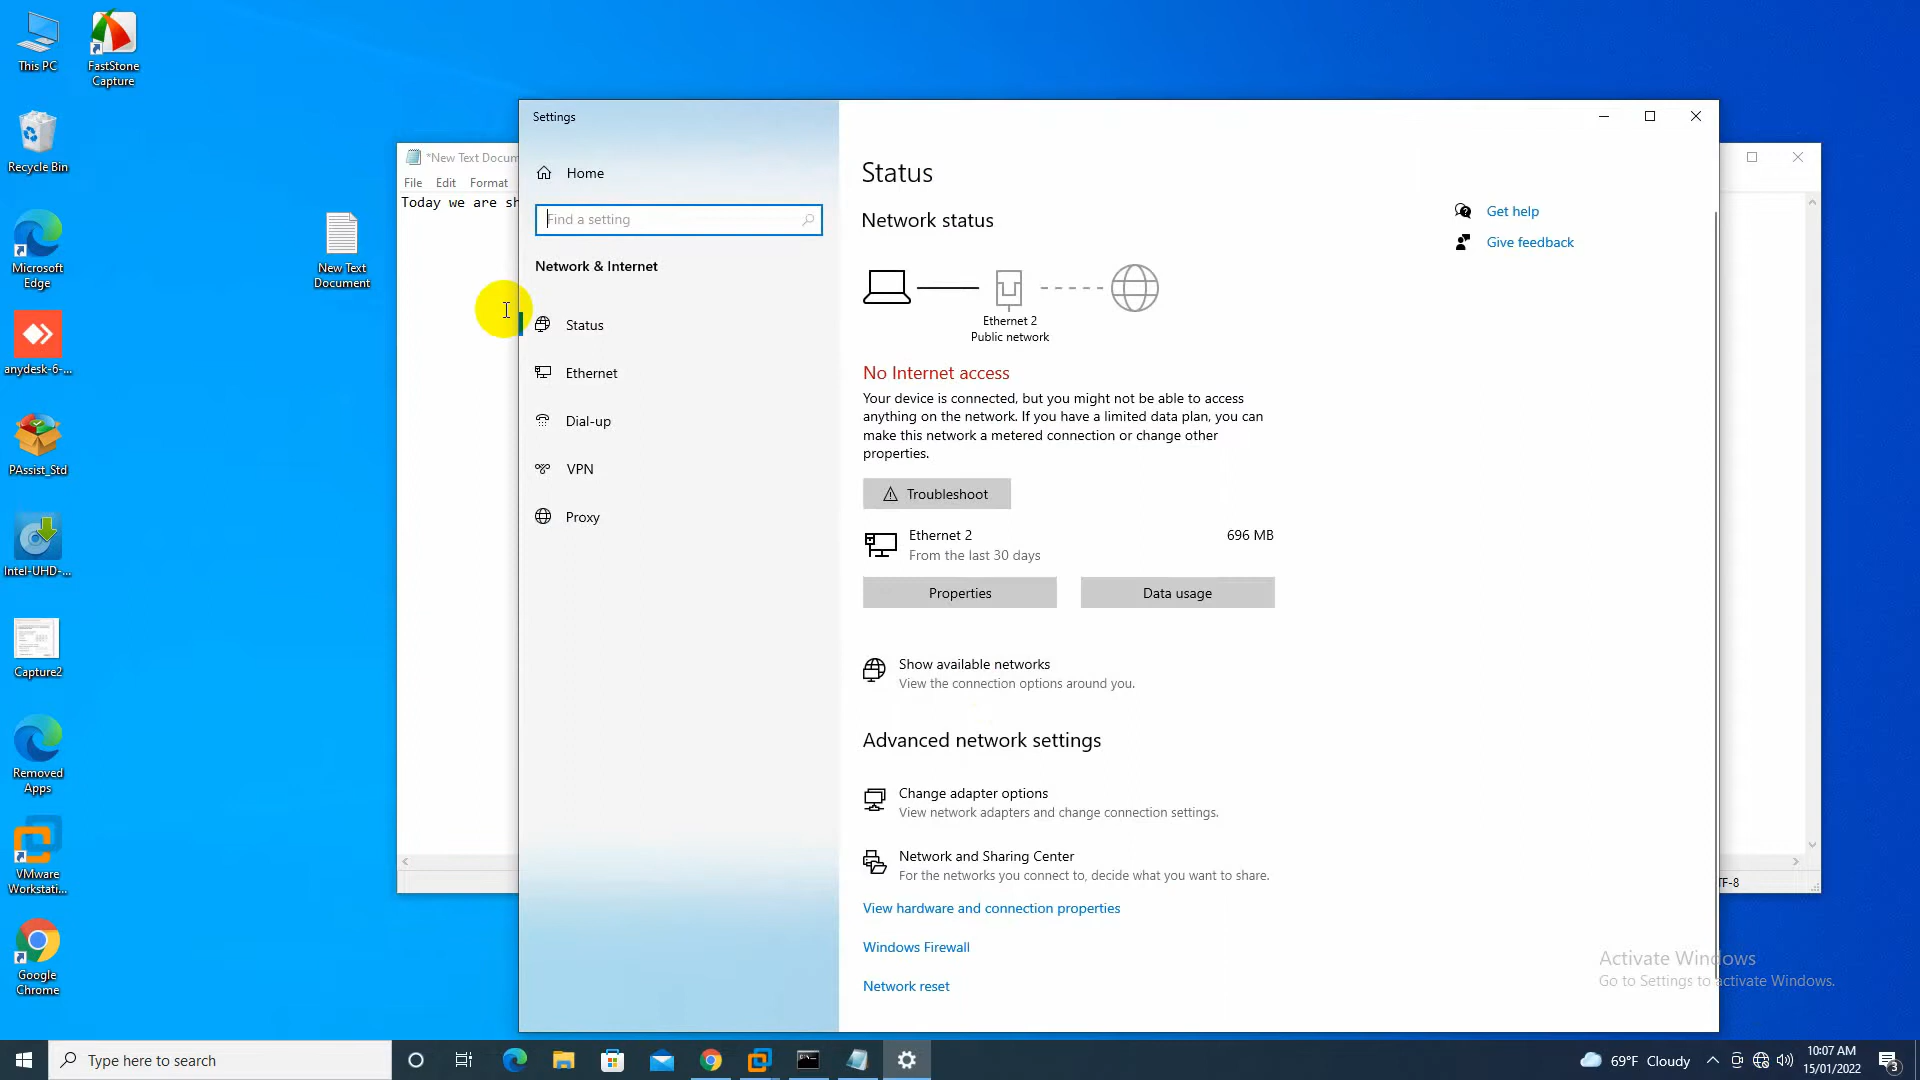 This PC
FastStone
Capture
Recycle Bin
Microsoft
Edge
anydesk-6-...
PAssist_Std
Intel-UHD-...
Capture2
Removed
Apps
VMware
Workstati...
Google
Chrome
New Text
Document
*New Text Docum
File Edit Format
Today we are sh
TF-8
Settings
Home
Find a setting
Network & Internet
Status
Ethernet
Dial-up
VPN
Proxy
Status
Network status
Ethernet 2
Public network
No Internet access
Your device is connected, but you might not be able to access
anything on the network. If you have a limited data plan, you can
make this network a metered connection or change other
properties.
Troubleshoot
Ethernet 2 696 MB
From the last 30 days
Properties Data usage
Show available networks
View the connection options around you.
Advanced network settings
Change adapter options
View network adapters and change connection settings.
Network and Sharing Center
For the networks you connect to, decide what you want to share.
View hardware and connection properties
Windows Firewall
Network reset
Get help
Give feedback
Activate Windows
Go to Settings to activate Windows.
Type here to search
69°F Cloudy
10:07 AM
15/01/2022
3